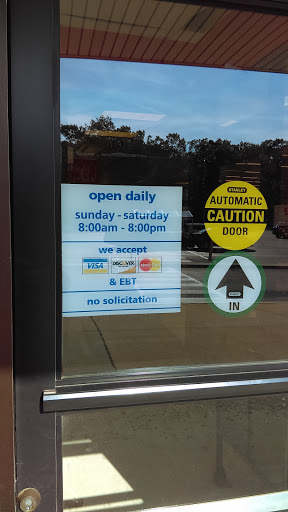 open daily
sunday - saturday
8:00am - 8:00pm
we accept
VISA DISCOVER
& EBT
no solicitation
STANLEY
AUTOMATIC
CAUTION
DOOR
IN